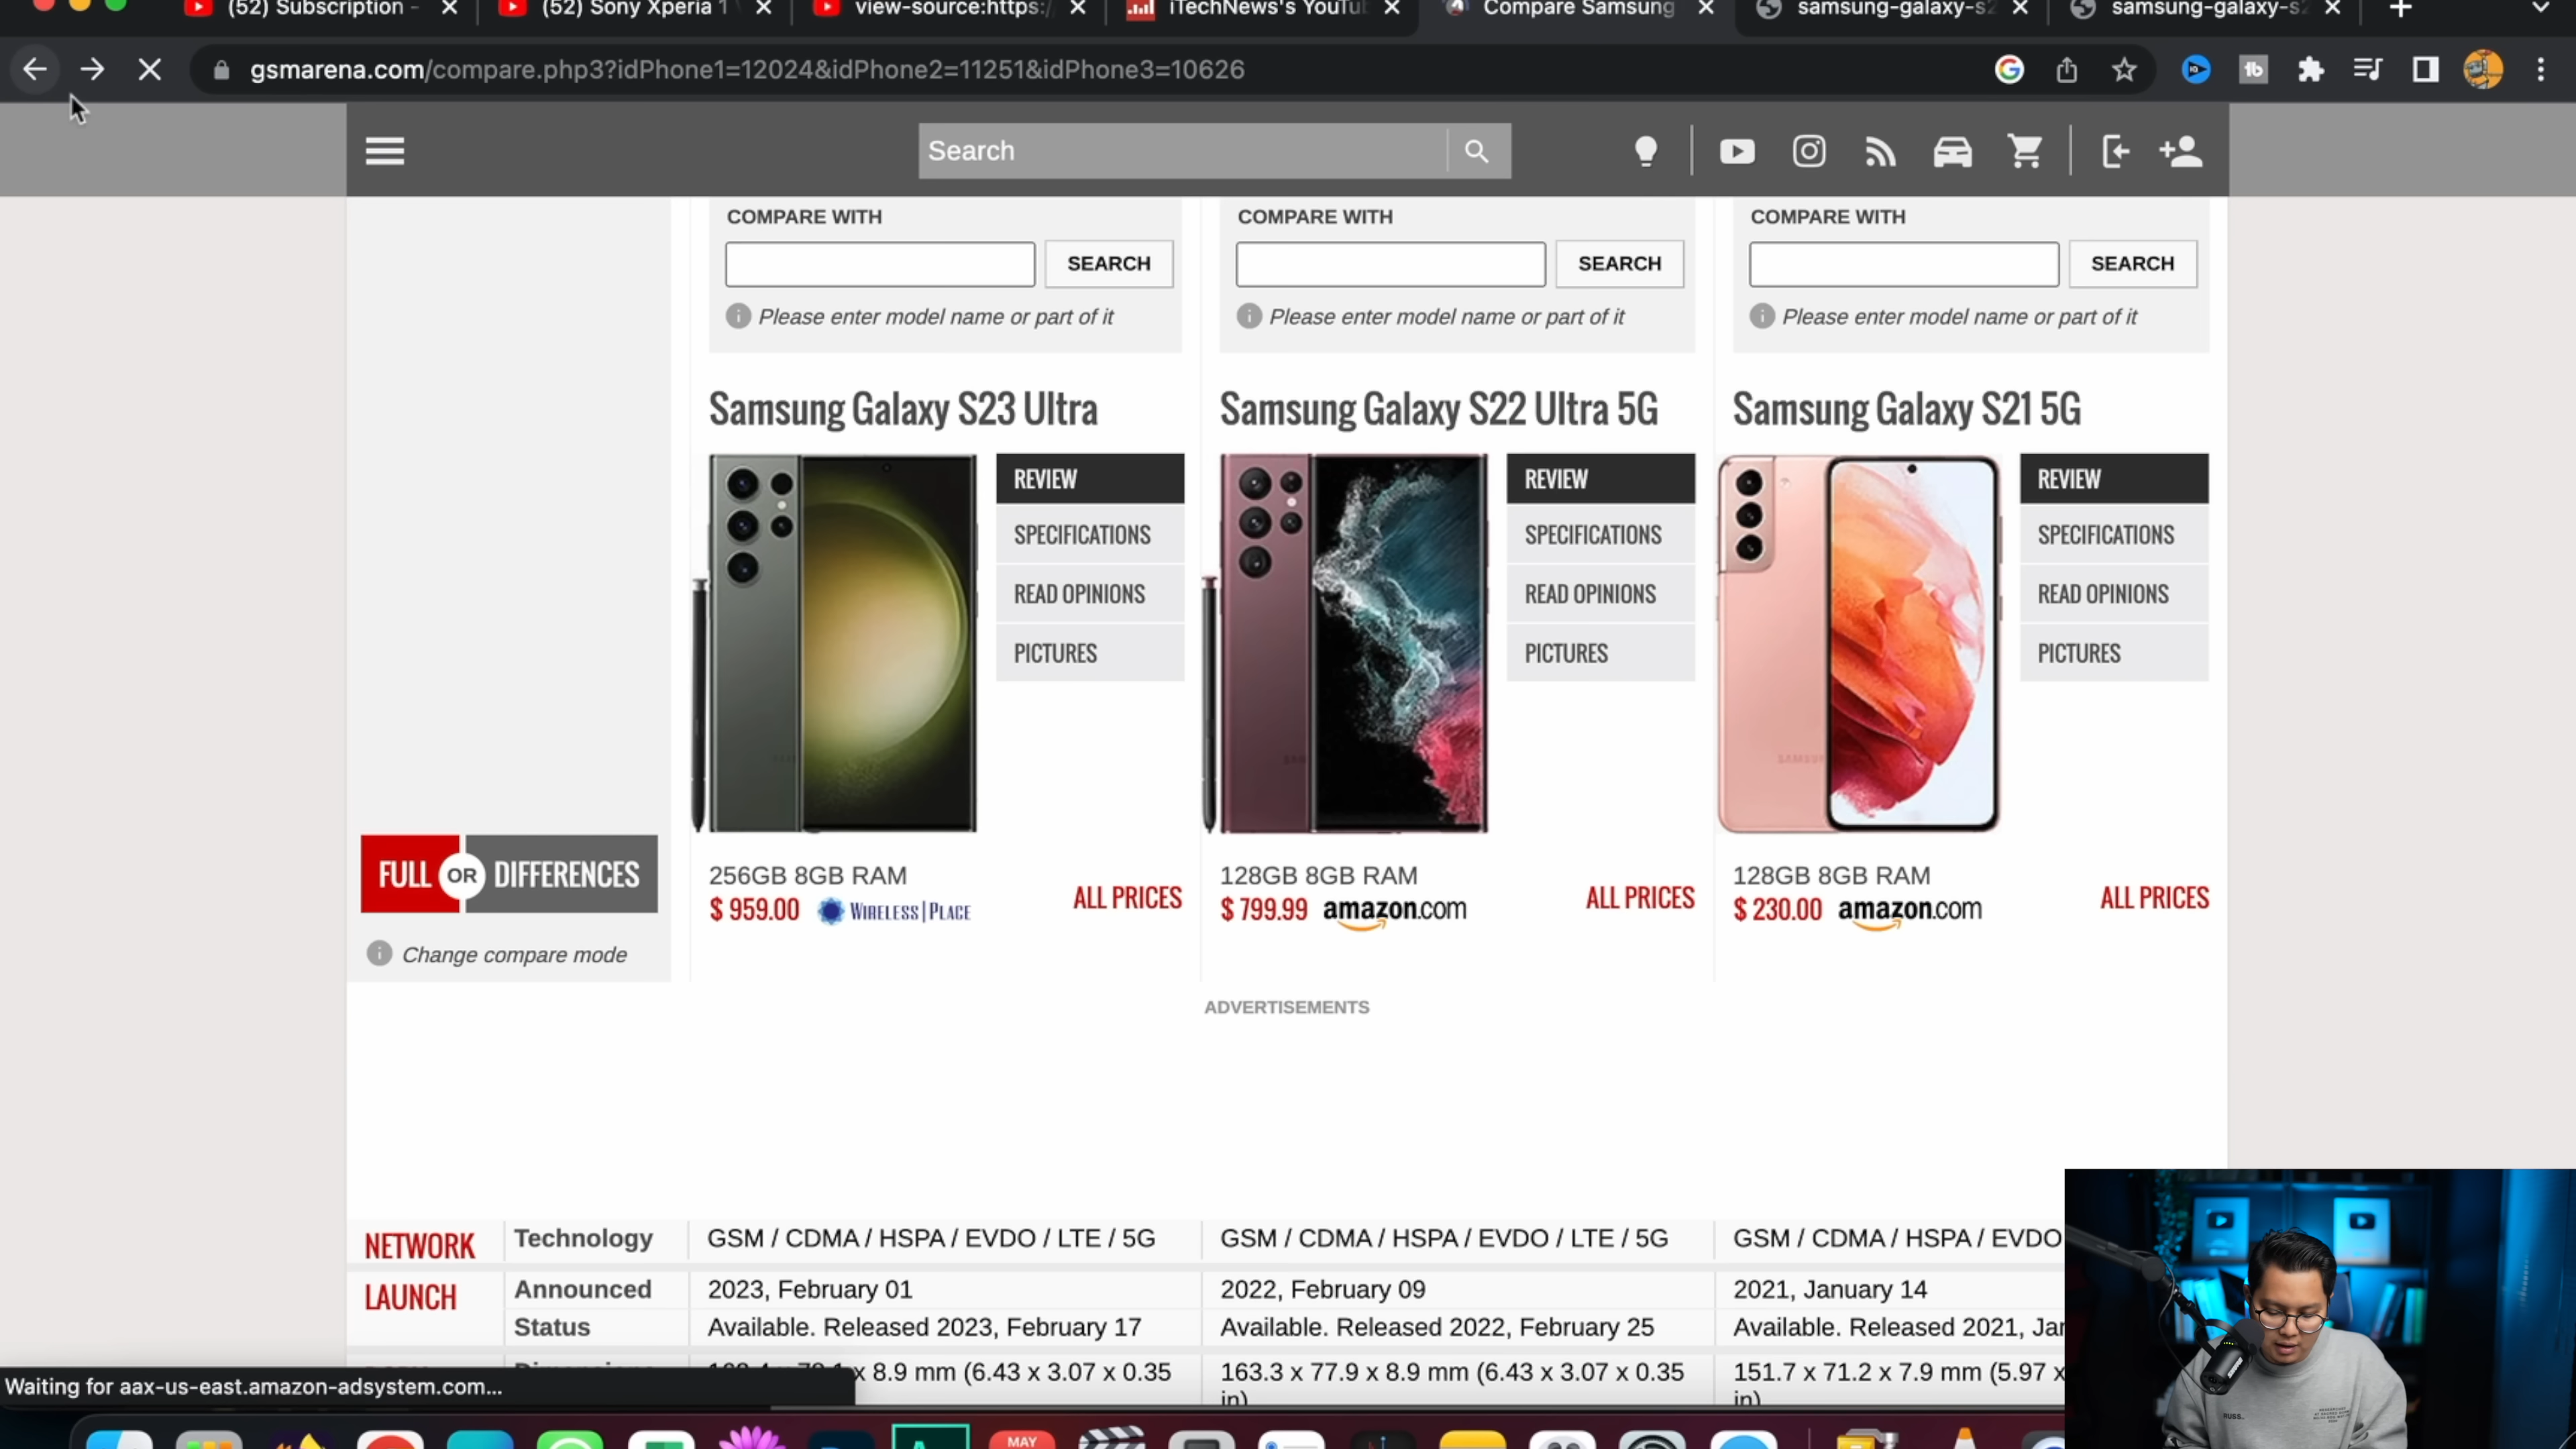 (52) Subscription -
(52) Sony Xperia 1
view-source:https:/
iTechNews's YouTu
Compare Samsung
samsung-galaxy-s2
samsung-galaxy-s2
gsmarena.com/compare.php3?idPhone1=12024&idPhone2=11251&idPhone3=10626
Search
COMPARE WITH
SEARCH
Please enter model name or part of it
COMPARE WITH
SEARCH
Please enter model name or part of it
COMPARE WITH
SEARCH
Please enter model name or part of it
Samsung Galaxy S23 Ultra
REVIEW
SPECIFICATIONS
READ OPINIONS
PICTURES
256GB 8GB RAM
$ 959.00 WIRELESS|PLACE
ALL PRICES
Samsung Galaxy S22 Ultra 5G
REVIEW
SPECIFICATIONS
READ OPINIONS
PICTURES
128GB 8GB RAM
$ 799.99 amazon.com
ALL PRICES
Samsung Galaxy S21 5G
REVIEW
SPECIFICATIONS
READ OPINIONS
PICTURES
SAMSU
128GB 8GB RAM
$ 230.00 amazon.com
ALL PRICES
FULL OR DIFFERENCES
Change compare mode
ADVERTISEMENTS
NETWORK Technology GSM / CDMA / HSPA / EVDO / LTE / 5G GSM / CDMA / HSPA / EVDO / LTE / 5G GSM / CDMA / HSPA / EVDO
LAUNCH Announced 2023, February 01 2022, February 09 2021, January 14
Status Available. Released 2023, February 17 Available. Released 2022, February 25 Available. Released 2021, Jan
x 8.9 mm (6.43 x 3.07 x 0.35 163.3 x 77.9 x 8.9 mm (6.43 x 3.07 x 0.35 151.7 x 71.2 x 7.9 mm (5.97 x
in) in)
Waiting for aax-us-east.amazon-adsystem.com...
MAY
RUSS.